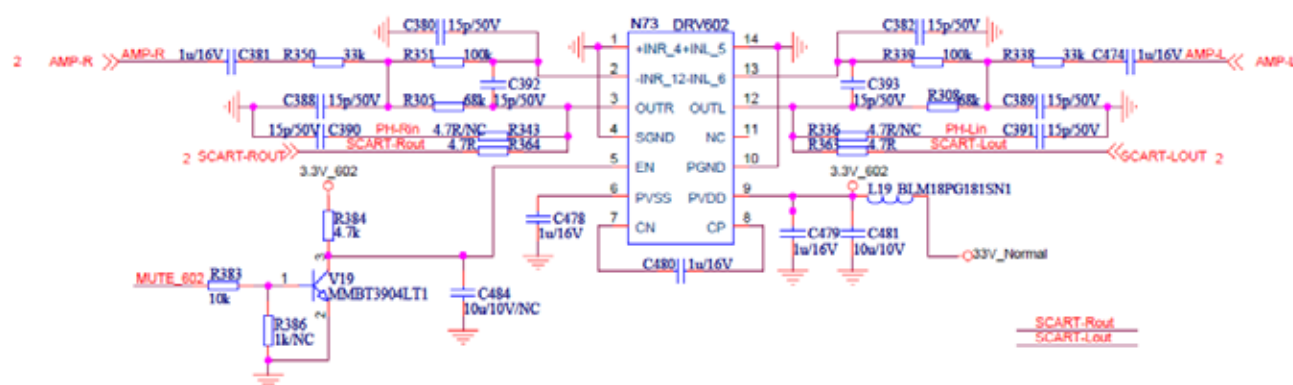 N73 DRV602
C380 15p/50V
C382 15p/50V
1 +INR_4 +INL_5 14
AMP-R
1u/16V C381 R350 33k R351 100k
R339 100k R338 33k C474 1u/16V AMP-L
2 AMP-R
AMP-L
2 -INR_12 -INL_6 13
C392
C393
C388 15p/50V R305 68k 15p/50V
3 OUTR OUTL 12
15p/50V R308 68k C389 15p/50V
15p/50V C390 PH-Rin 4.7R/NC R343
4 SGND NC 11
R336 4.7R/NC PH-Lin C391 15p/50V
2 SCART-ROUT SCART-Rout 4.7R R364
R363 4.7R SCART-Lout SCART-LOUT 2
5 EN PGND 10
3.3V_602
3.3V_602
6 PVSS PVDD 9
L19 BLM18PG181SN1
R384
4.7k
C478
1u/16V
7 CN CP 8
C479
1u/16V
C481
10u/10V
33V_Normal
C480 1u/16V
3
MUTE_602 R383
10k
1
V19
MMBT3904LT1
C484
10u/10V/NC
2
R386
1k/NC
SCART-Rout
SCART-Lout